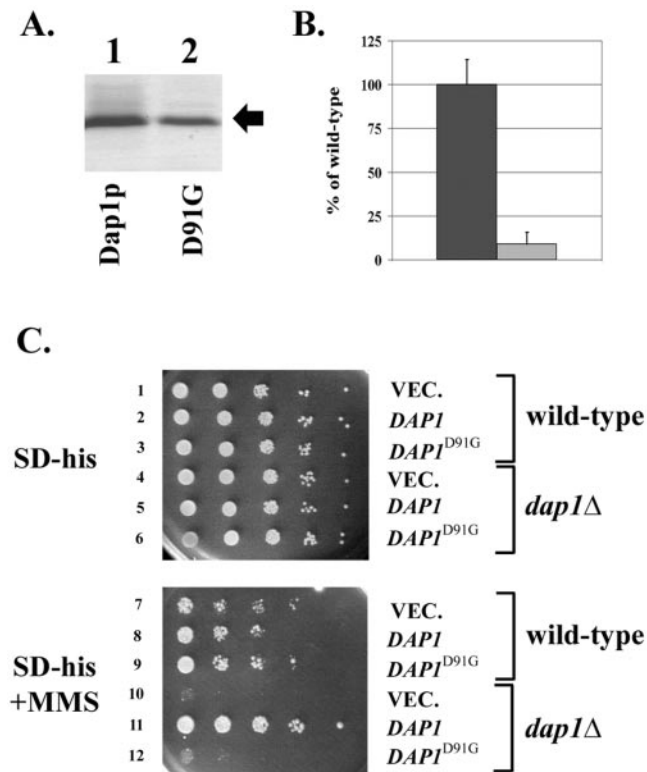 A.
1 2
Dap1p
D91G
B.
125
100
75
50
25
0
% of wild-type
C.
SD-his
1 VEC.
2 DAP1
3 DAP1D91G
wild-type
4 VEC.
5 DAP1
6 DAP1D91G
dap1Δ
SD-his
+MMS
7 VEC.
8 DAP1
9 DAP1D91G
wild-type
10 VEC.
11 DAP1
12 DAP1D91G
dap1Δ